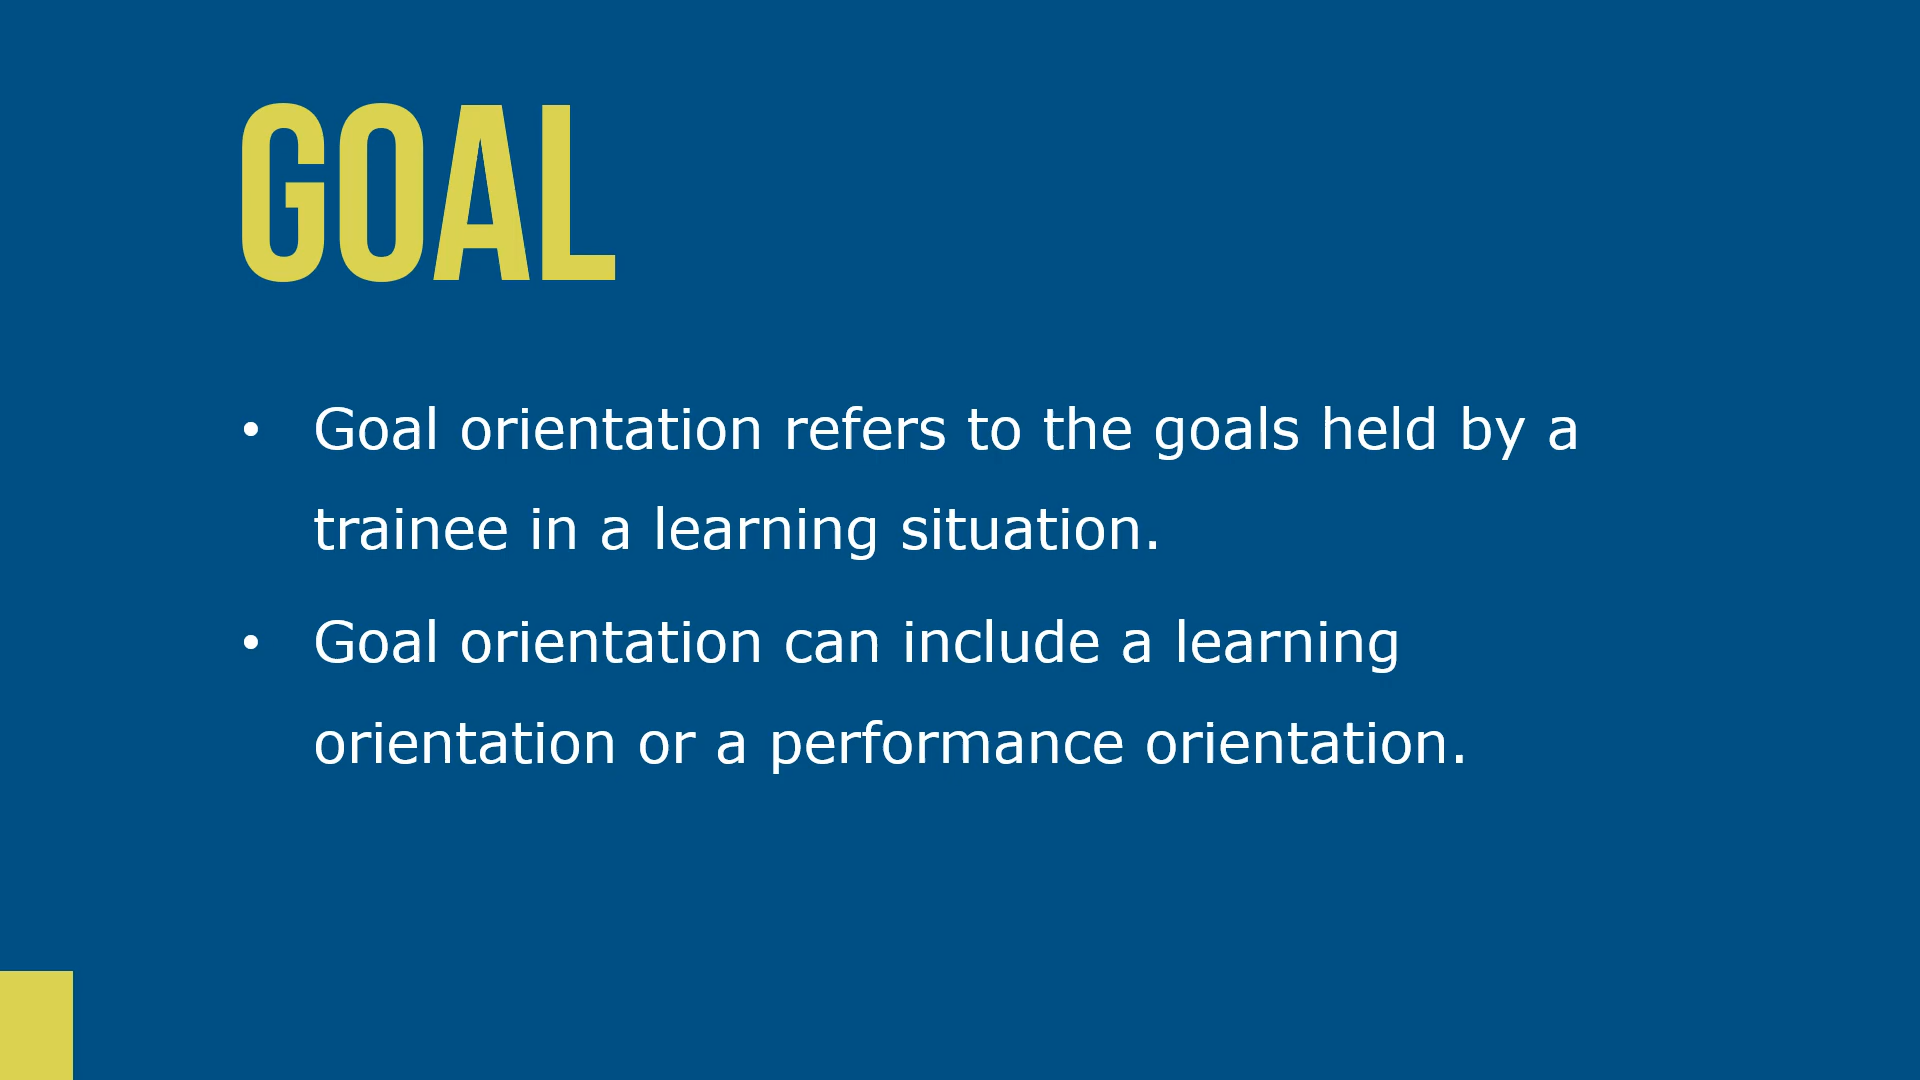 GOAL
• Goal orientation refers to the goals held by a
trainee in a learning situation.
• Goal orientation can include a learning
orientation or a performance orientation.